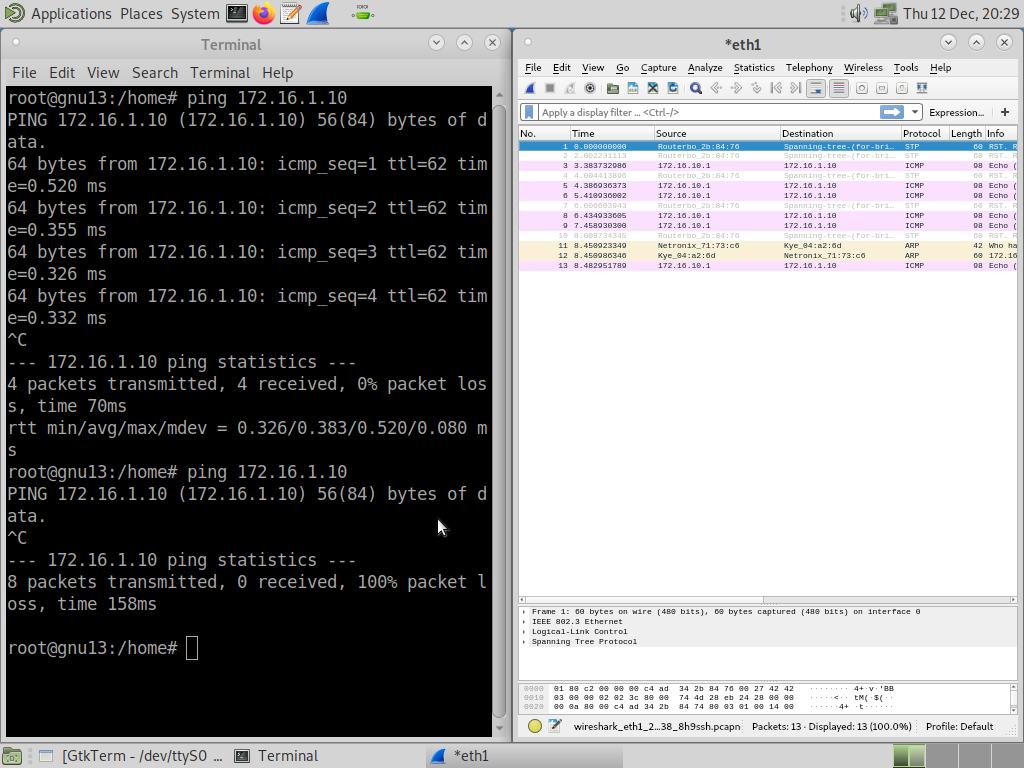 Applications Places System Thu 12 Dec, 20:29
Terminal
File Edit View Search Terminal Help
root@gnu13:/home# ping 172.16.1.10
PING 172.16.1.10 (172.16.1.10) 56(84) bytes of d
ata.
64 bytes from 172.16.1.10: icmp_seq=1 ttl=62 tim
e=0.520 ms
64 bytes from 172.16.1.10: icmp_seq=2 ttl=62 tim
e=0.355 ms
64 bytes from 172.16.1.10: icmp_seq=3 ttl=62 tim
e=0.326 ms
64 bytes from 172.16.1.10: icmp_seq=4 ttl=62 tim
e=0.332 ms
^C
--- 172.16.1.10 ping statistics ---
4 packets transmitted, 4 received, 0% packet los
s, time 70ms
rtt min/avg/max/mdev = 0.326/0.383/0.520/0.080 m
s
root@gnu13:/home# ping 172.16.1.10
PING 172.16.1.10 (172.16.1.10) 56(84) bytes of d
ata.
^C
--- 172.16.1.10 ping statistics ---
8 packets transmitted, 0 received, 100% packet l
oss, time 158ms
root@gnu13:/home#
*eth1
File Edit View Go Capture Analyze Statistics Telephony Wireless Tools Help
Apply a display filter ... <Ctrl-/> Expression... +
No. Time Source Destination Protocol Length Info
1 0.000000000 Routerbo_2b:84:76 Spanning-tree-(for-bri… STP 60 RST. R
2 2.002231113 Routerbo_2b:84:76 Spanning-tree-(for-bri… STP 60 RST. R
3 3.383732986 172.16.10.1 172.16.1.10 ICMP 98 Echo (
4 4.004413896 Routerbo_2b:84:76 Spanning-tree-(for-bri… STP 60 RST. R
5 4.386936373 172.16.10.1 172.16.1.10 ICMP 98 Echo (
6 5.410936002 172.16.10.1 172.16.1.10 ICMP 98 Echo (
7 6.006603943 Routerbo_2b:84:76 Spanning-tree-(for-bri… STP 60 RST. R
8 6.434933605 172.16.10.1 172.16.1.10 ICMP 98 Echo (
9 7.458930300 172.16.10.1 172.16.1.10 ICMP 98 Echo (
10 8.008734345 Routerbo_2b:84:76 Spanning-tree-(for-bri… STP 60 RST. R
11 8.450923349 Netronix_71:73:c6 Kye_04:a2:6d ARP 42 Who ha
12 8.450986346 Kye_04:a2:6d Netronix_71:73:c6 ARP 60 172.16
13 8.482951789 172.16.10.1 172.16.1.10 ICMP 98 Echo (
Frame 1: 60 bytes on wire (480 bits), 60 bytes captured (480 bits) on interface 0
IEEE 802.3 Ethernet
Logical-Link Control
Spanning Tree Protocol
0000 01 80 c2 00 00 00 c4 ad 34 2b 84 76 00 27 42 42 ········ 4+·v·'BB
0010 03 00 00 02 02 3c 80 00 74 4d 28 eb 24 28 00 00 ·····<·· tM(·$(··
0020 00 0a 80 00 c4 ad 34 2b 84 76 80 03 01 00 14 00 ······4+ ·t······
wireshark_eth1_2…38_8h9ssh.pcapn Packets: 13 · Displayed: 13 (100.0%) Profile: Default
[GtkTerm - /dev/ttyS0 ... Terminal *eth1